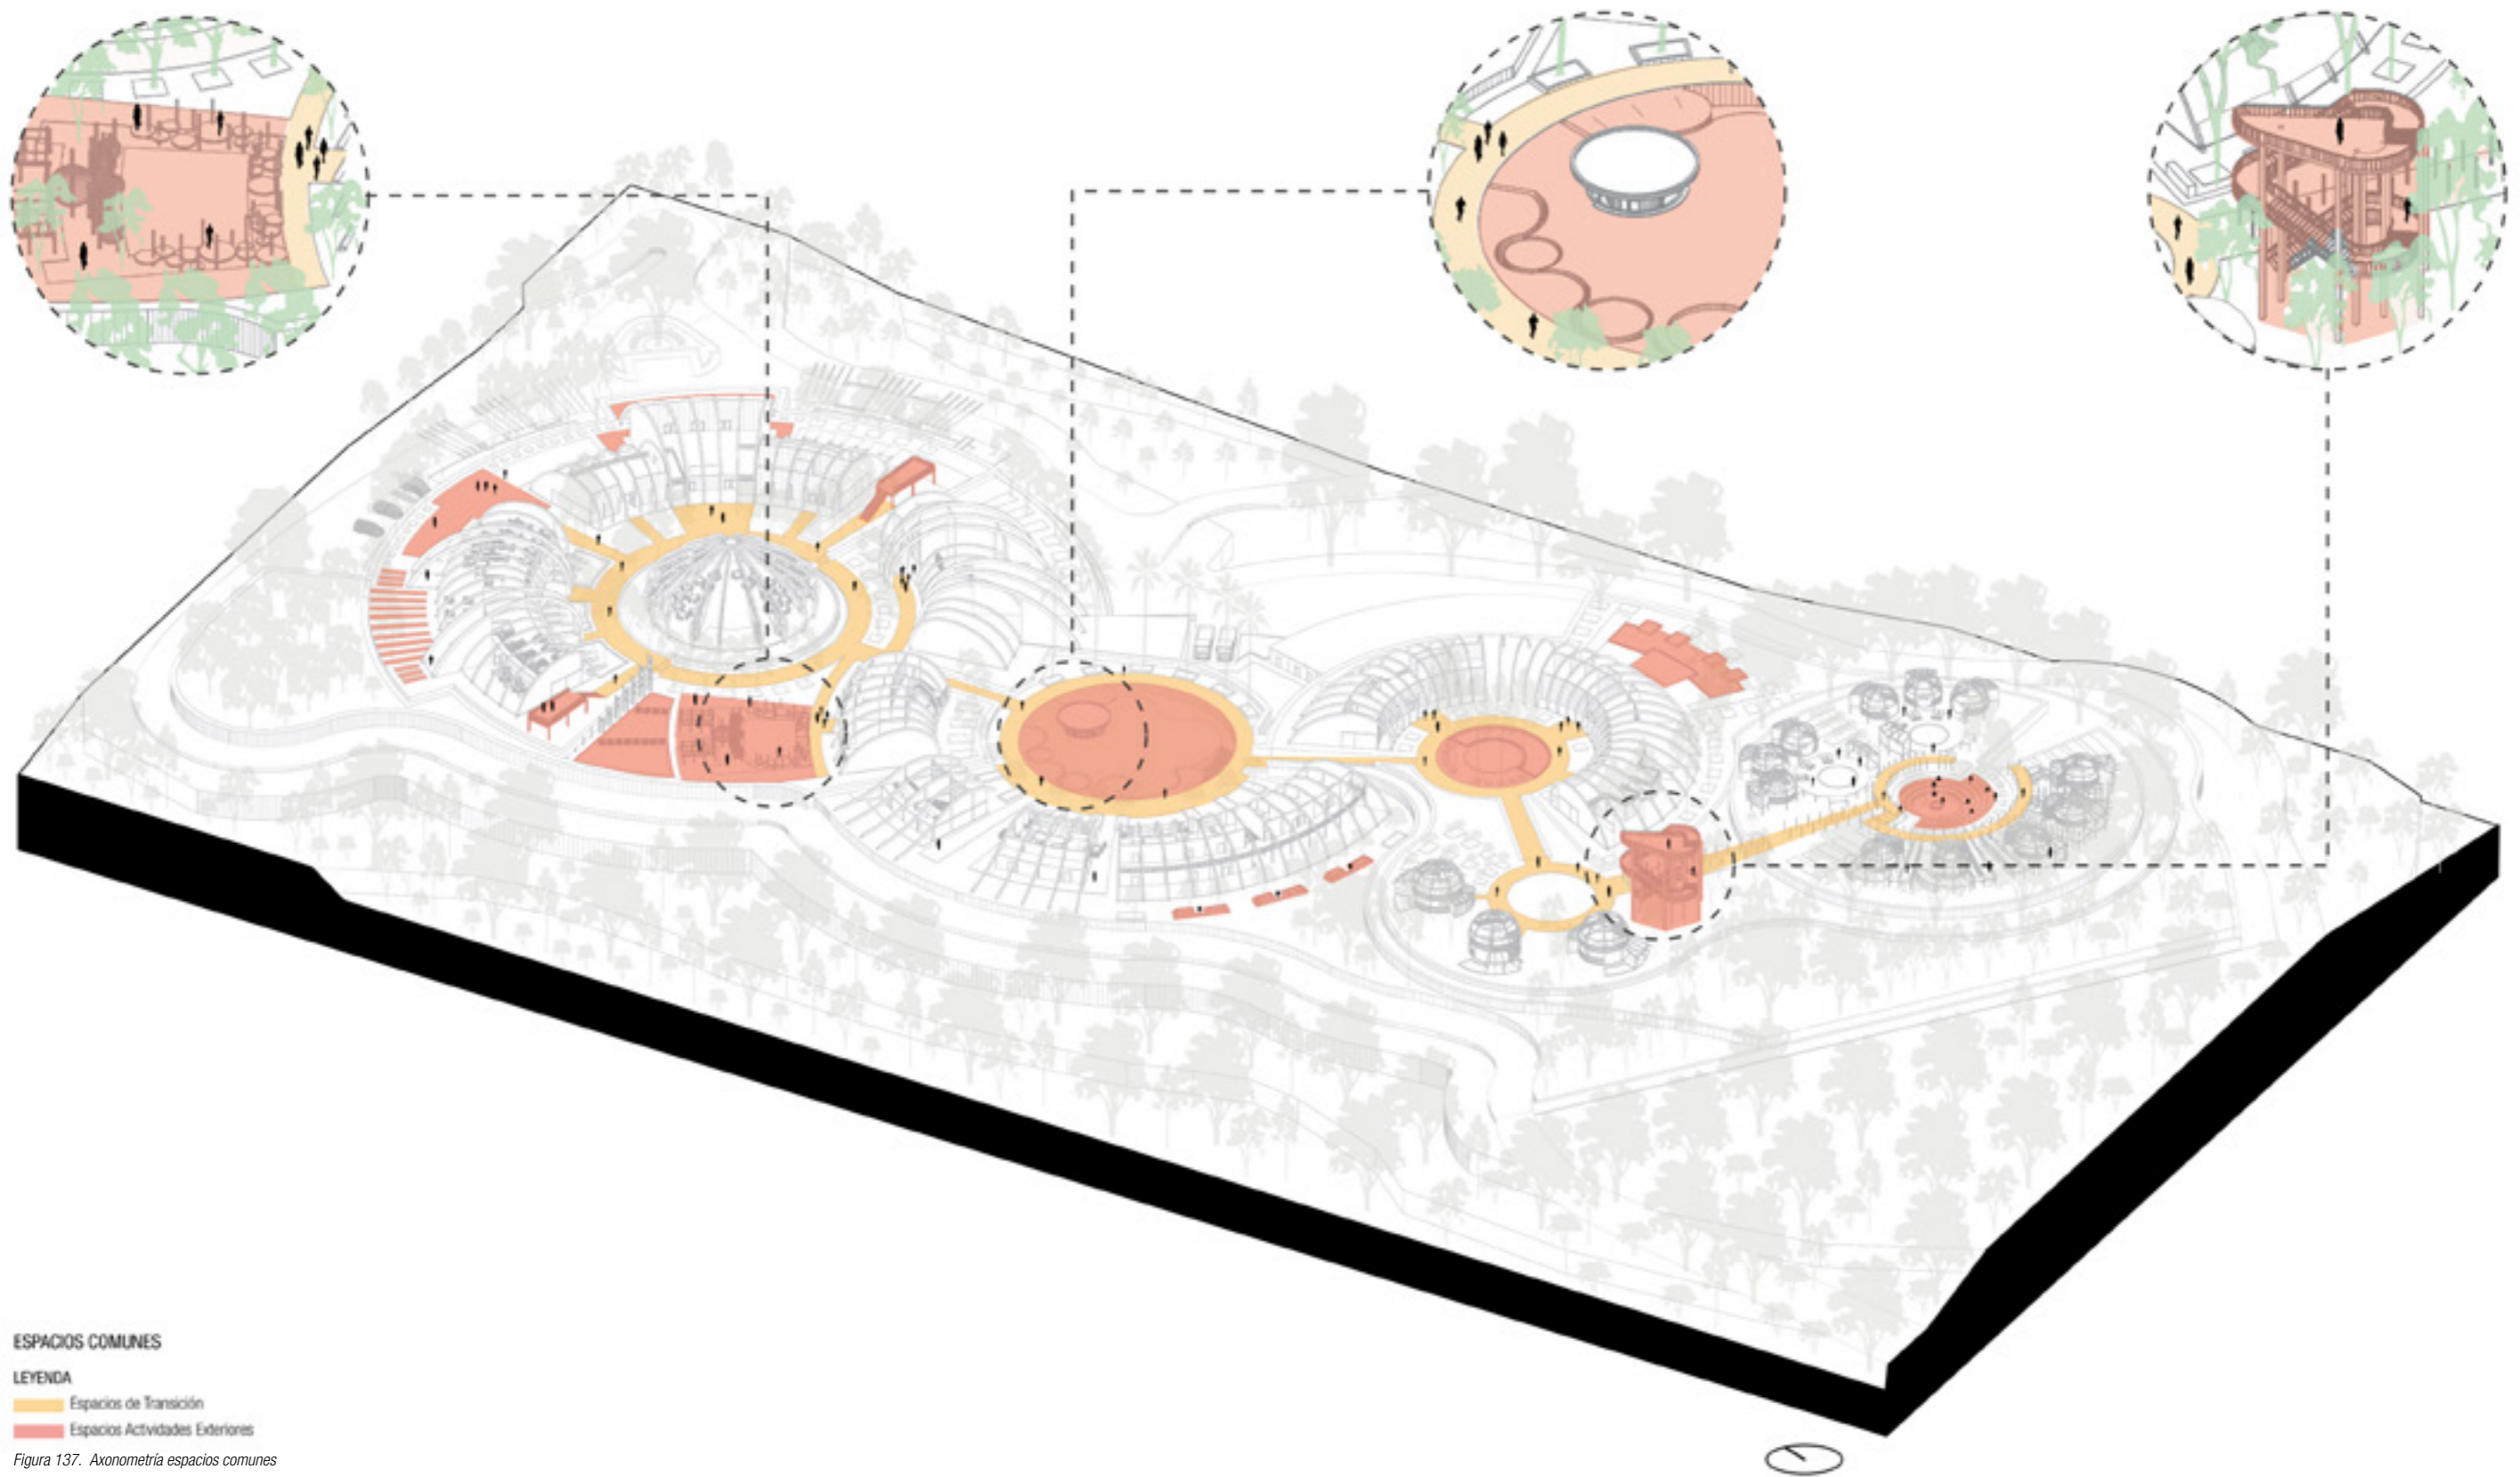 ESPACIOS COMUNES
LEYENDA
Espacios de Transición
Espacios Actividades Exteriores
Figura 137. Axonometría espacios comunes